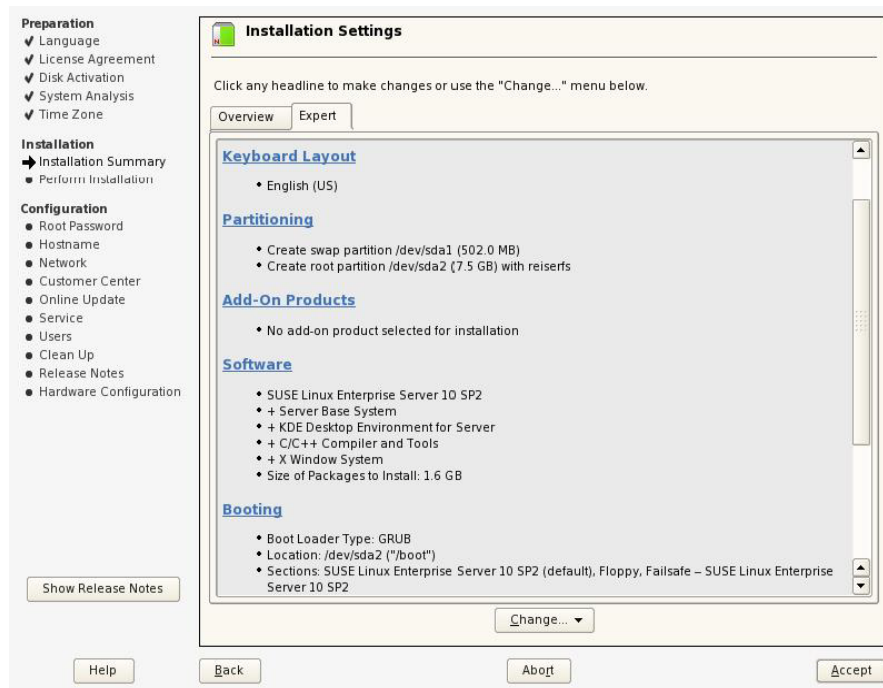 Preparation
Language
License Agreement
Disk Activation
System Analysis
Time Zone
Installation
Installation Summary
Perform Installation
Configuration
Root Password
Hostname
Network
Customer Center
Online Update
Service
Users
Clean Up
Release Notes
Hardware Configuration
Show Release Notes
Installation Settings
Click any headline to make changes or use the "Change..." menu below.
Overview
Expert
Keyboard Layout
English (US)
Partitioning
Create swap partition /dev/sda1 (502.0 MB)
Create root partition /dev/sda2 (7.5 GB) with reiserfs
Add-On Products
No add-on product selected for installation
Software
SUSE Linux Enterprise Server 10 SP2
+ Server Base System
+ KDE Desktop Environment for Server
+ C/C++ Compiler and Tools
+ X Window System
Size of Packages to Install: 1.6 GB
Booting
Boot Loader Type: GRUB
Location: /dev/sda2 ("/boot")
Sections: SUSE Linux Enterprise Server 10 SP2 (default), Floppy, Failsafe – SUSE Linux Enterprise
Server 10 SP2
Change...
Help
Back
Abort
Accept